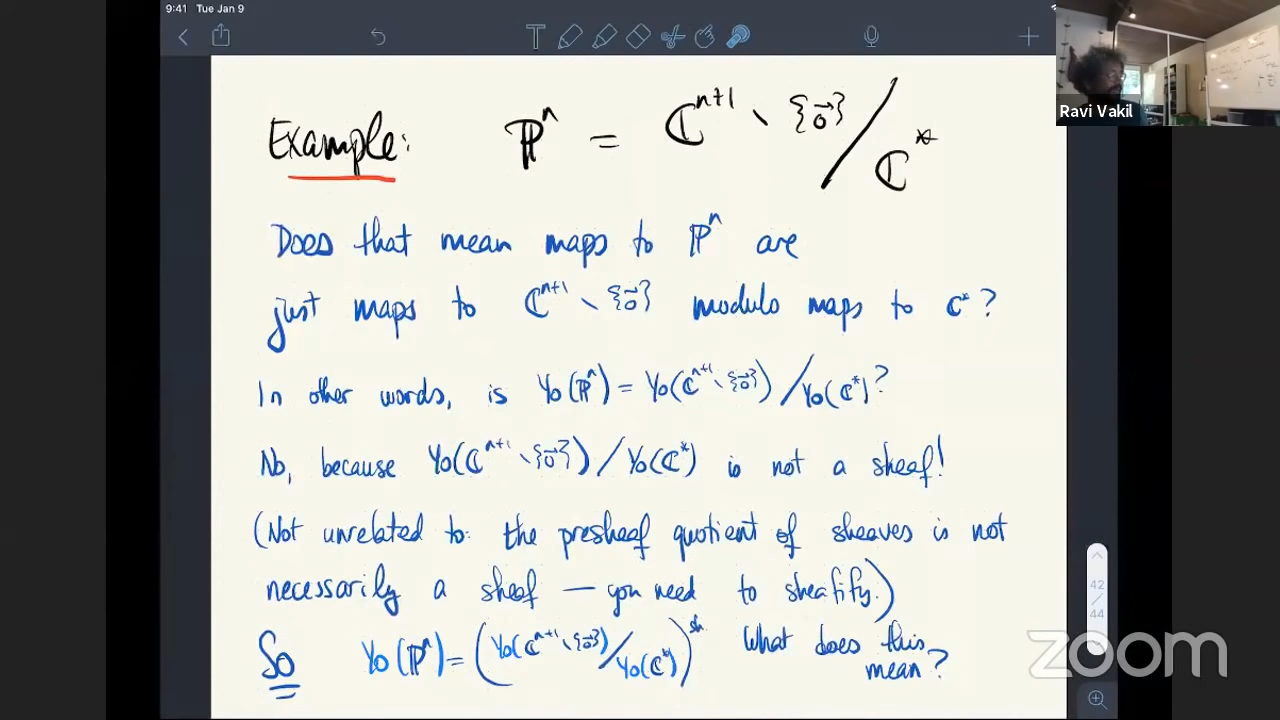 9:41 Tue Jan 9
Ravi Vakil
Example: ℙⁿ = ℂⁿ⁺¹ \ {0⃗} / ℂ*
Does that mean maps to ℙⁿ are
just maps to ℂⁿ⁺¹ \ {0⃗} modulo maps to ℂ*?
In other words, is Yo(ℙⁿ) = Yo(ℂⁿ⁺¹ \ {0⃗}) / Yo(ℂ*)?
No, because Yo(ℂⁿ⁺¹ \ {0⃗}) / Yo(ℂ*) is not a sheaf!
(Not unrelated to: the presheaf quotient of sheaves is not
necessarily a sheaf — you need to sheafify.)
So Yo(ℙⁿ) = (Yo(ℂⁿ⁺¹ \ {0⃗}) / Yo(ℂ*))ˢʰ What does this
mean?
42
/
44
zoom